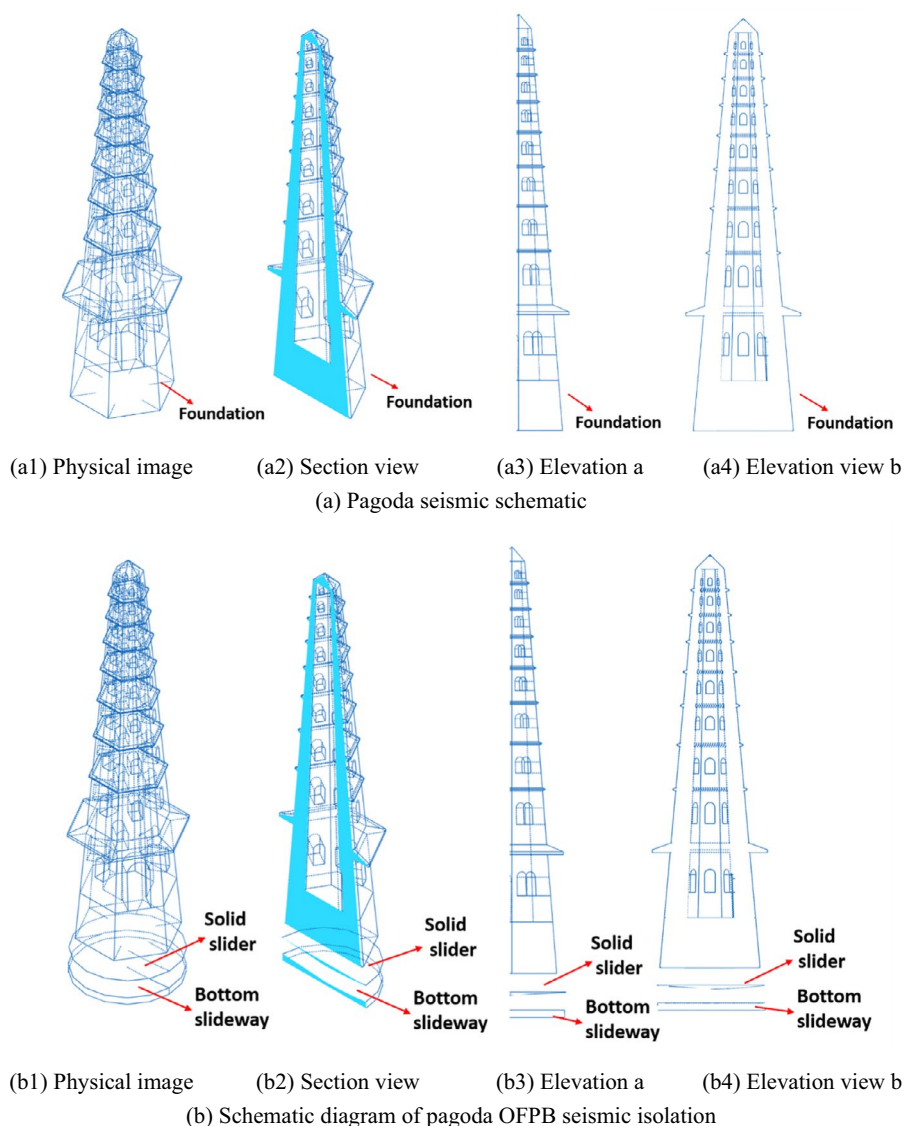 Foundation
Foundation
Foundation
Foundation
(a1) Physical image
(a2) Section view
(a3) Elevation a
(a4) Elevation view b
(a) Pagoda seismic schematic
Solid
slider
Bottom
slideway
Solid
slider
Bottom
slideway
Solid
slider
Bottom
slideway
Solid
slider
Bottom
slideway
(b1) Physical image
(b2) Section view
(b3) Elevation a
(b4) Elevation view b
(b) Schematic diagram of pagoda OFPB seismic isolation